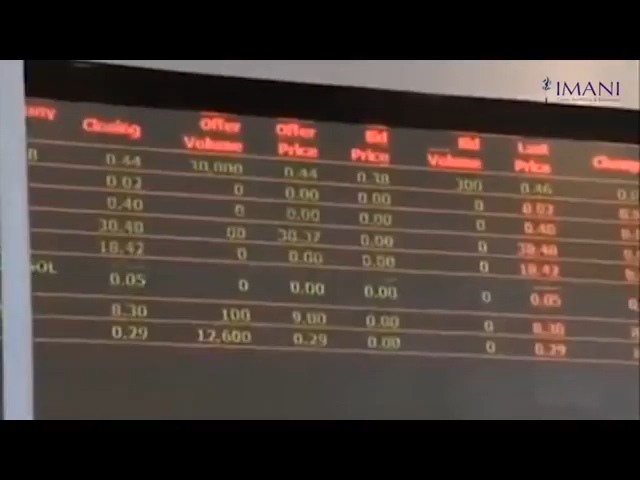 IMANI
Closing Offer Volume Offer Price Bid Price Bid Volume Last Price
0.44 30,000 0.44 0.38 300 0.46
0.02 0 0.00 0.00 0 0.02
0.40 0 0.00 0.00 0 0.40
30.40 00 30.37 0.00 0 30.40
18.42 0 0.00 0.00 0 18.42
SOL 0.05 0 0.00 0.00 0 0.05
8.30 100 9.00 0.00 0 8.30
0.29 12,600 0.29 0.00 0 0.29